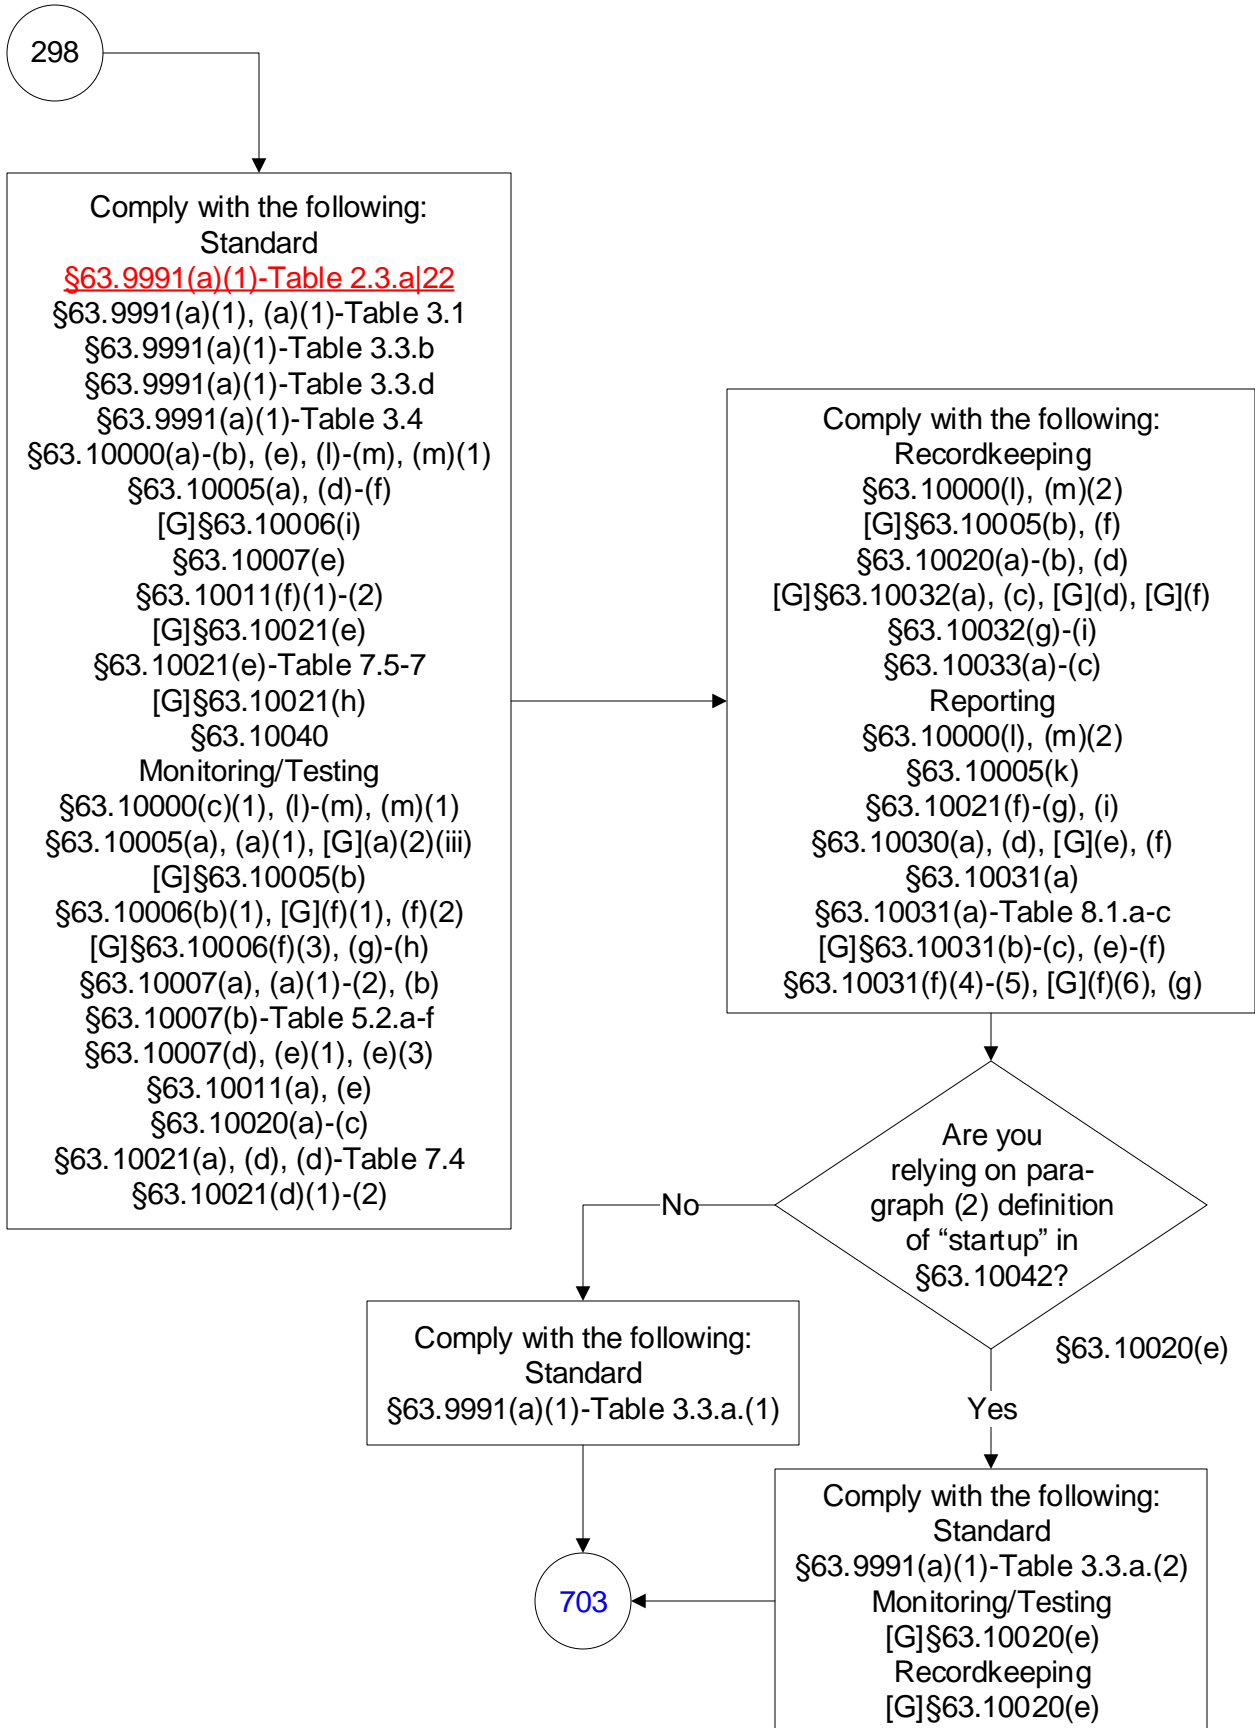 298
Comply with the following:
Standard
§63.9991(a)(1)-Table 2.3.a|22
§63.9991(a)(1), (a)(1)-Table 3.1
§63.9991(a)(1)-Table 3.3.b
§63.9991(a)(1)-Table 3.3.d
§63.9991(a)(1)-Table 3.4
§63.10000(a)-(b), (e), (l)-(m), (m)(1)
§63.10005(a), (d)-(f)
[G]§63.10006(i)
§63.10007(e)
§63.10011(f)(1)-(2)
[G]§63.10021(e)
§63.10021(e)-Table 7.5-7
[G]§63.10021(h)
§63.10040
Monitoring/Testing
§63.10000(c)(1), (l)-(m), (m)(1)
§63.10005(a), (a)(1), [G](a)(2)(iii)
[G]§63.10005(b)
§63.10006(b)(1), [G](f)(1), (f)(2)
[G]§63.10006(f)(3), (g)-(h)
§63.10007(a), (a)(1)-(2), (b)
§63.10007(b)-Table 5.2.a-f
§63.10007(d), (e)(1), (e)(3)
§63.10011(a), (e)
§63.10020(a)-(c)
§63.10021(a), (d), (d)-Table 7.4
§63.10021(d)(1)-(2)
Comply with the following:
Recordkeeping
§63.10000(l), (m)(2)
[G]§63.10005(b), (f)
§63.10020(a)-(b), (d)
[G]§63.10032(a), (c), [G](d), [G](f)
§63.10032(g)-(i)
§63.10033(a)-(c)
Reporting
§63.10000(l), (m)(2)
§63.10005(k)
§63.10021(f)-(g), (i)
§63.10030(a), (d), [G](e), (f)
§63.10031(a)
§63.10031(a)-Table 8.1.a-c
[G]§63.10031(b)-(c), (e)-(f)
§63.10031(f)(4)-(5), [G](f)(6), (g)
Are you
relying on para-
graph (2) definition
of “startup” in
§63.10042?
§63.10020(e)
No
Comply with the following:
Standard
§63.9991(a)(1)-Table 3.3.a.(1)
Yes
Comply with the following:
Standard
§63.9991(a)(1)-Table 3.3.a.(2)
Monitoring/Testing
[G]§63.10020(e)
Recordkeeping
[G]§63.10020(e)
703